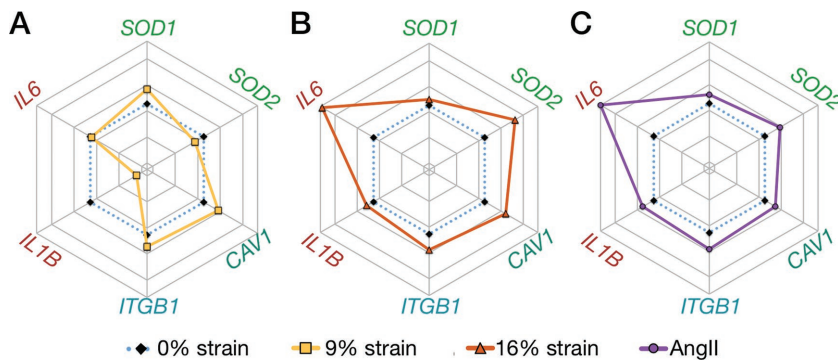 A
SOD1
SOD2
CAV1
ITGB1
IL1B
IL6
B
SOD1
SOD2
CAV1
ITGB1
IL1B
IL6
C
SOD1
SOD2
CAV1
ITGB1
IL1B
IL6
0% strain
9% strain
16% strain
AngII